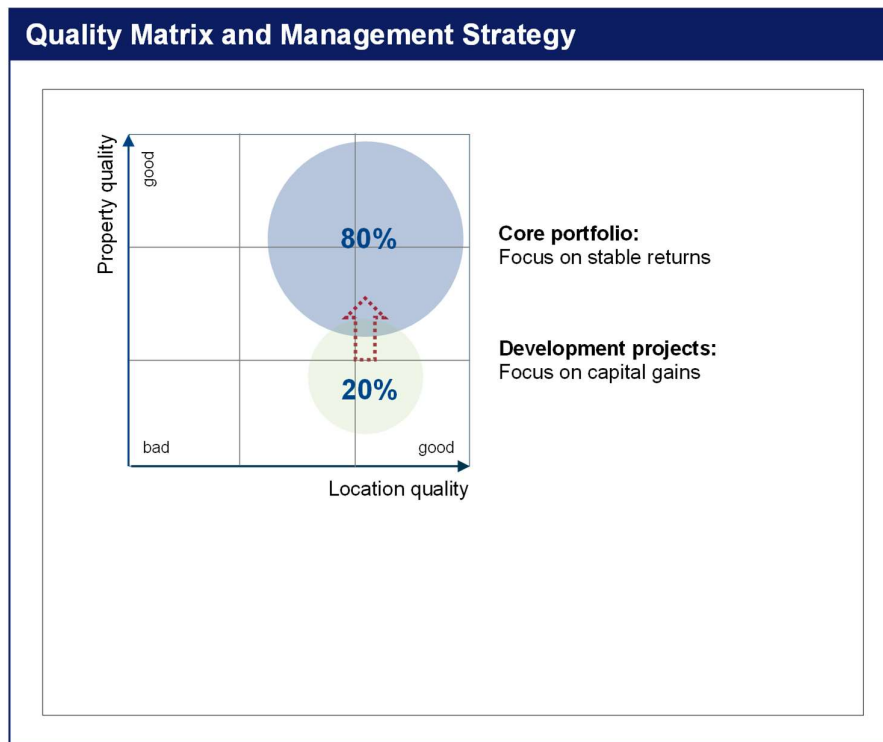 Quality Matrix and Management Strategy
Property quality
good
80%
Core portfolio:
Focus on stable returns
Development projects:
Focus on capital gains
20%
bad
good
Location quality